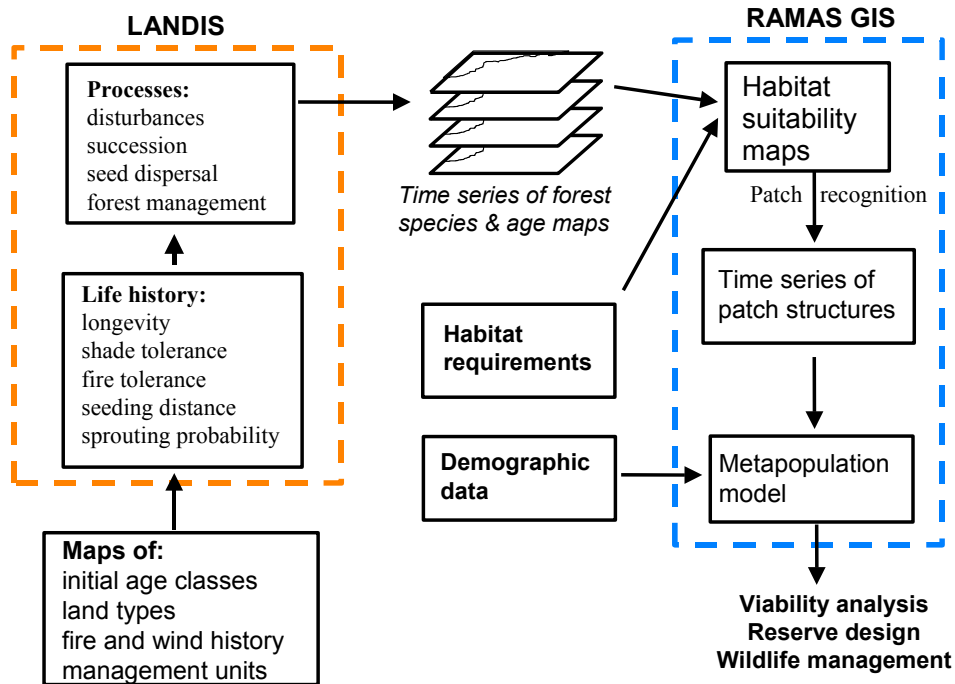 LANDIS
Processes:
disturbances
succession
seed dispersal
forest management
Life history:
longevity
shade tolerance
fire tolerance
seeding distance
sprouting probability
Maps of:
initial age classes
land types
fire and wind history
management units
Time series of forest
species & age maps
Habitat
requirements
Demographic
data
RAMAS GIS
Habitat
suitability
maps
Patch recognition
Time series of
patch structures
Metapopulation
model
Viability analysis
Reserve design
Wildlife management